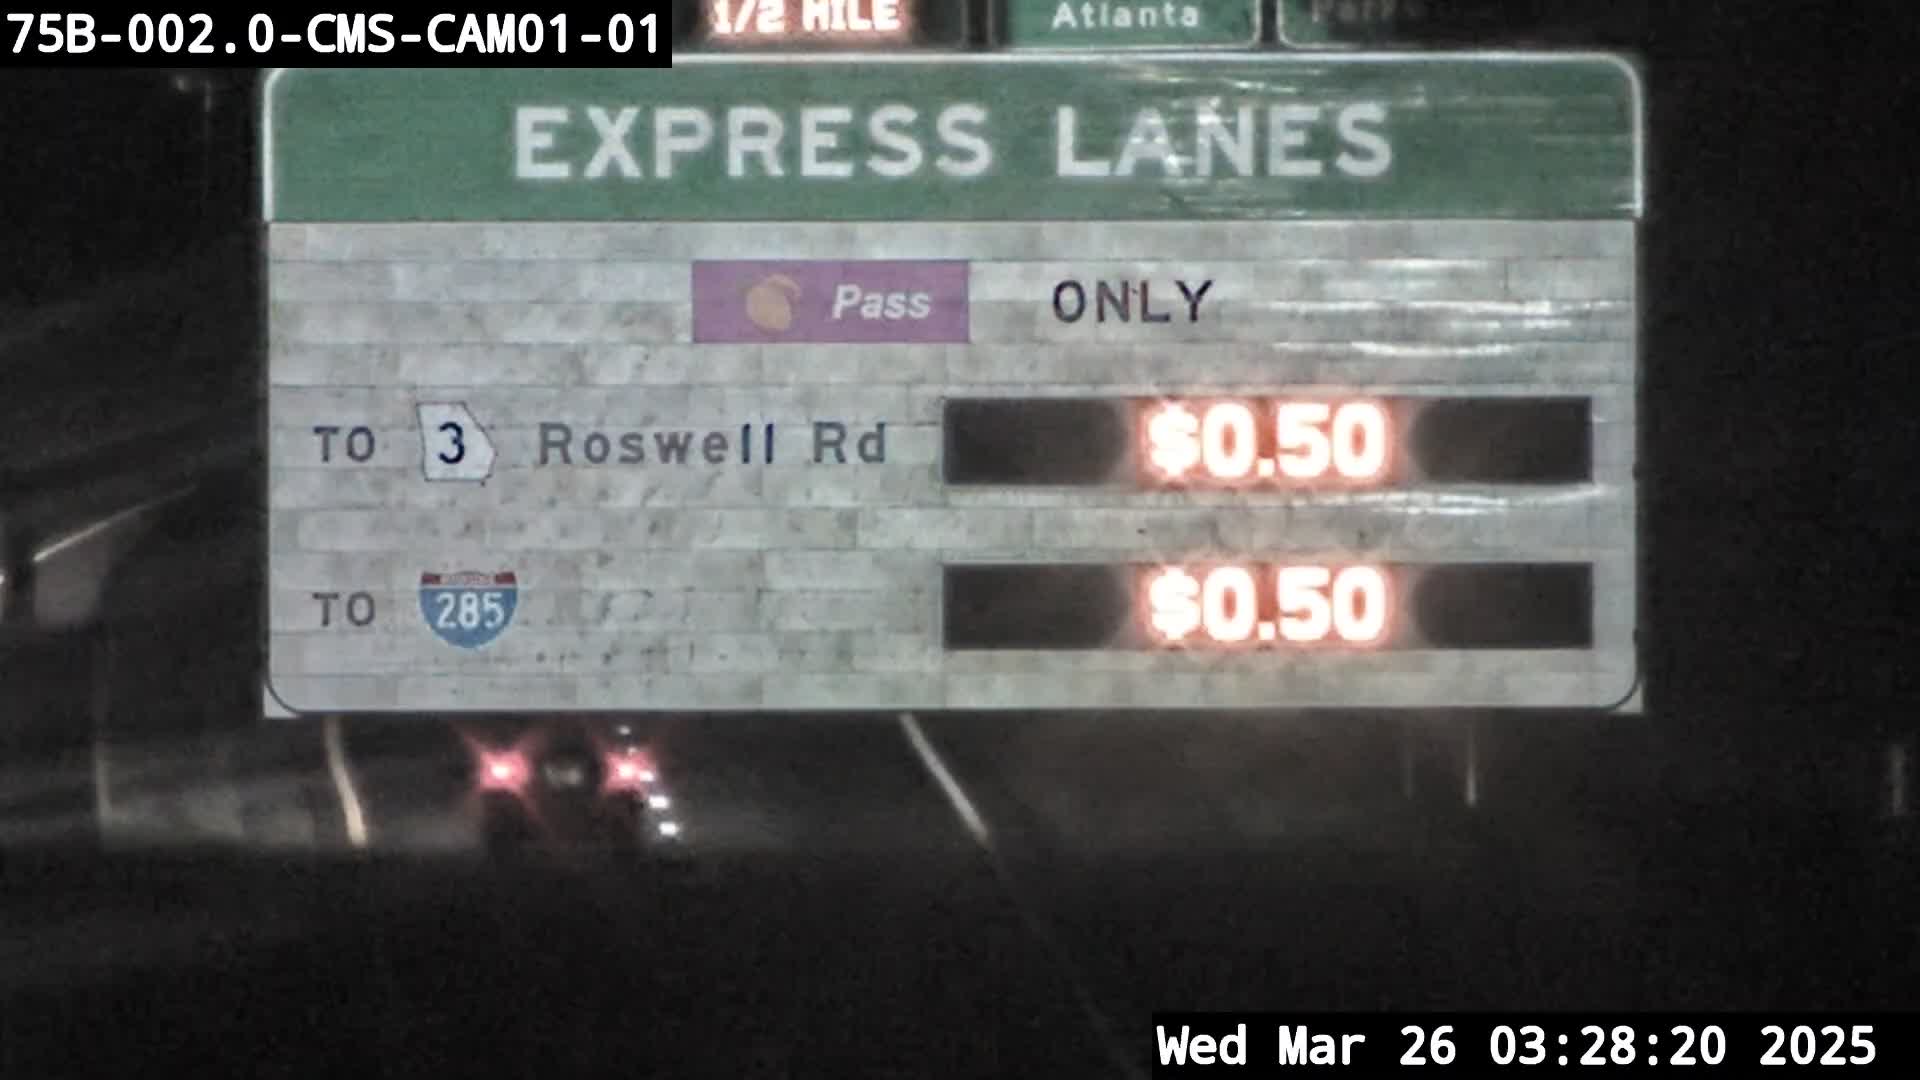 75B-002.0-CMS-CAM01-01
1/2 MILE
Atlanta
EXPRESS LANES
Pass ONLY
TO 3 Roswell Rd $0.50
TO 285 $0.50
Wed Mar 26 03:28:20 2025